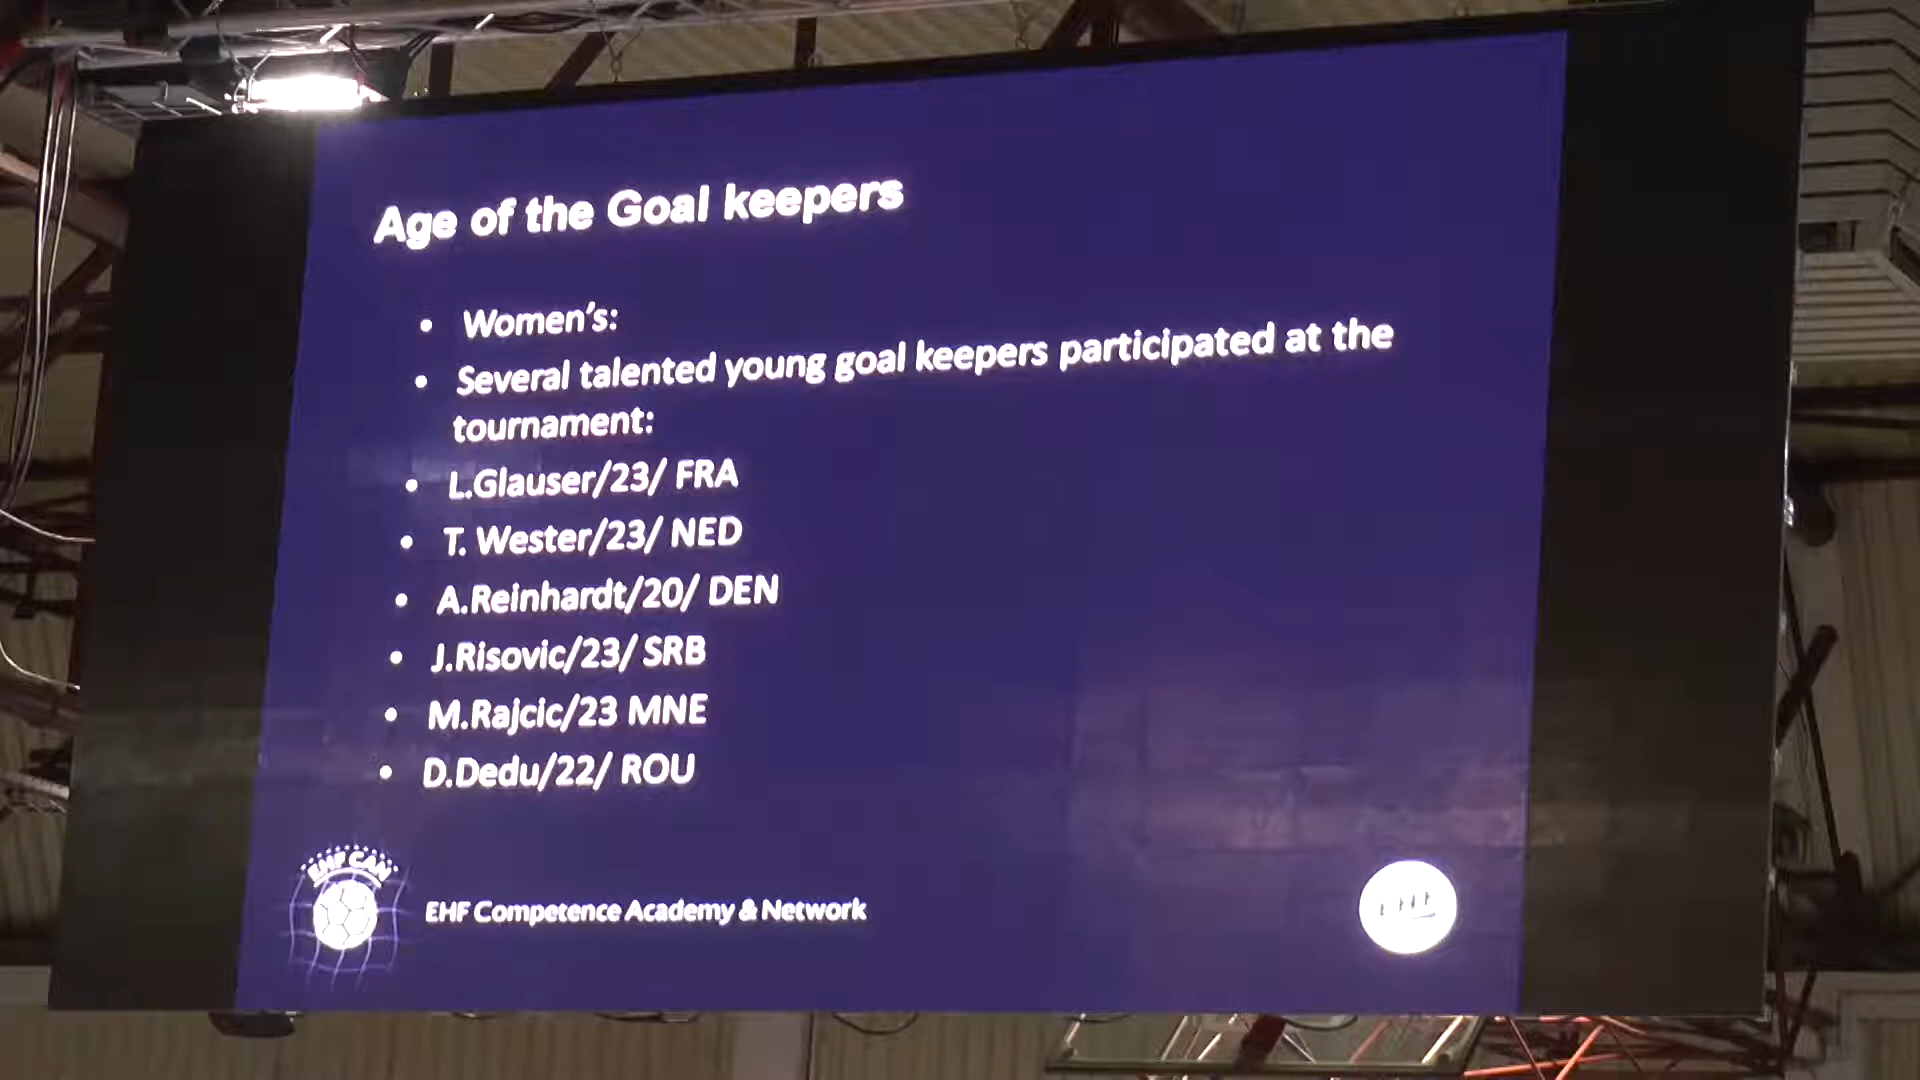 Age of the Goal keepers
• Women's:
• Several talented young goal keepers participated at the
tournament:
• L.Glauser/23/ FRA
• T. Wester/23/ NED
• A.Reinhardt/20/ DEN
• J.Risovic/23/ SRB
• M.Rajcic/23 MNE
• D.Dedu/22/ ROU
EHF CAN
EHF Competence Academy & Network